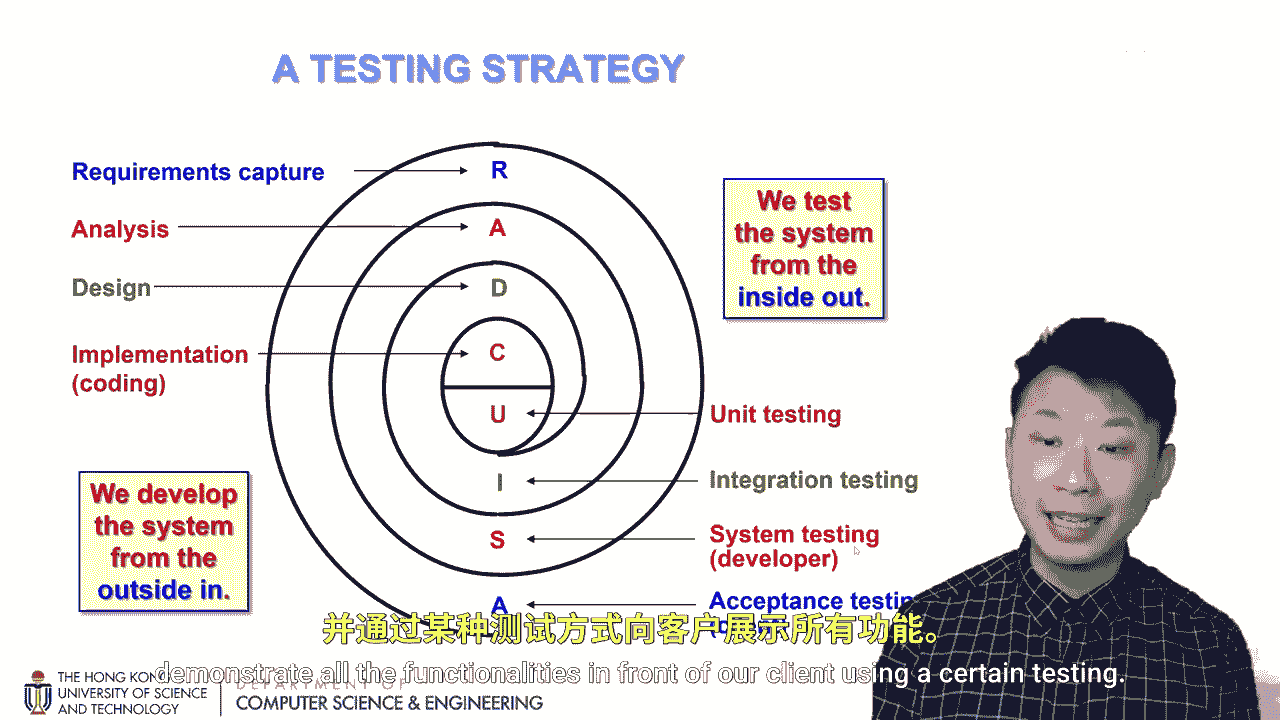 A TESTING STRATEGY
Requirements capture
R
Analysis
A
We test
the system
from the
inside out.
Design
D
Implementation
(coding)
C
U
Unit testing
I
Integration testing
We develop
the system
from the
outside in.
S
System testing
(developer)
A
Acceptance
并通过某种测试方式向客户展示所有功能。
demonstrate all the functionalities in front of our client using a certain testing.
THE HONG KONG
UNIVERSITY OF SCIENCE
AND TECHNOLOGY
DEPARTMENT OF
COMPUTER SCIENCE & ENGINEERING